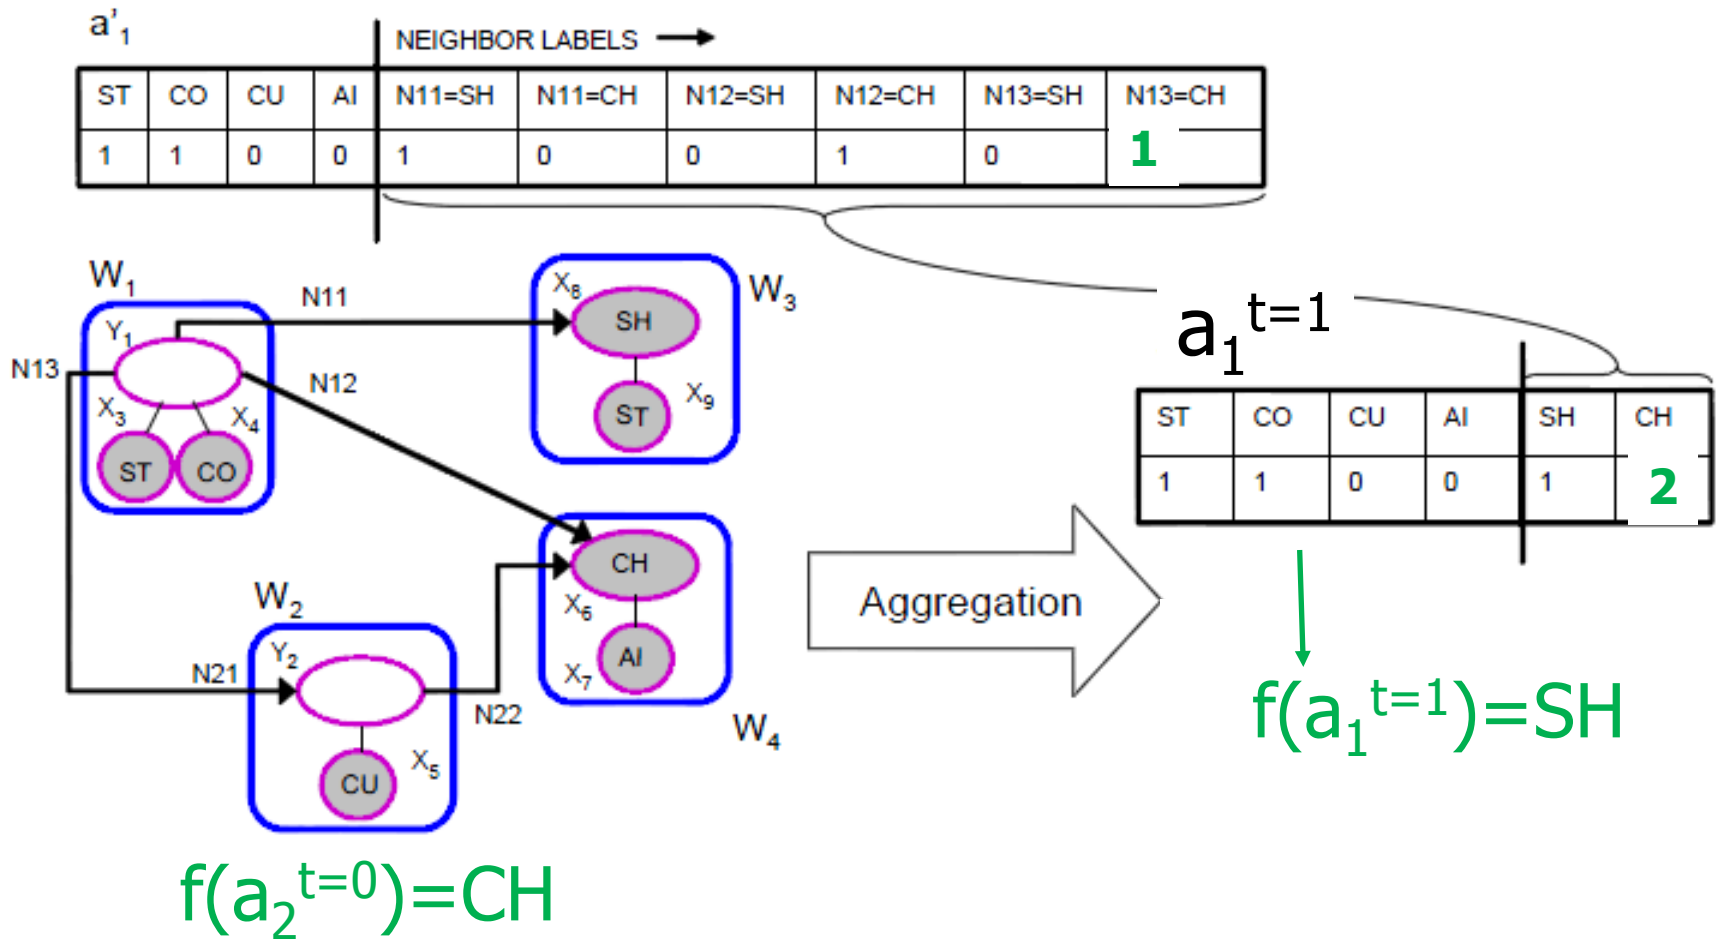 a'₁
NEIGHBOR LABELS
ST CO CU AI N11=SH N11=CH N12=SH N12=CH N13=SH N13=CH
1 1 0 0 1 0 0 1 0 1
W₁
N11
X₈
W₃
Y₁
SH
a₁ᵗ⁼¹
N13
N12
X₃
X₄
X₉
ST
ST CO
ST CO CU AI SH CH
1 1 0 0 1 2
CH
W₂
X₆
Aggregation
Y₂
N21
AI
X₇
N22
W₄
f(a₁ᵗ⁼¹)=SH
X₅
CU
f(a₂ᵗ⁼⁰)=CH